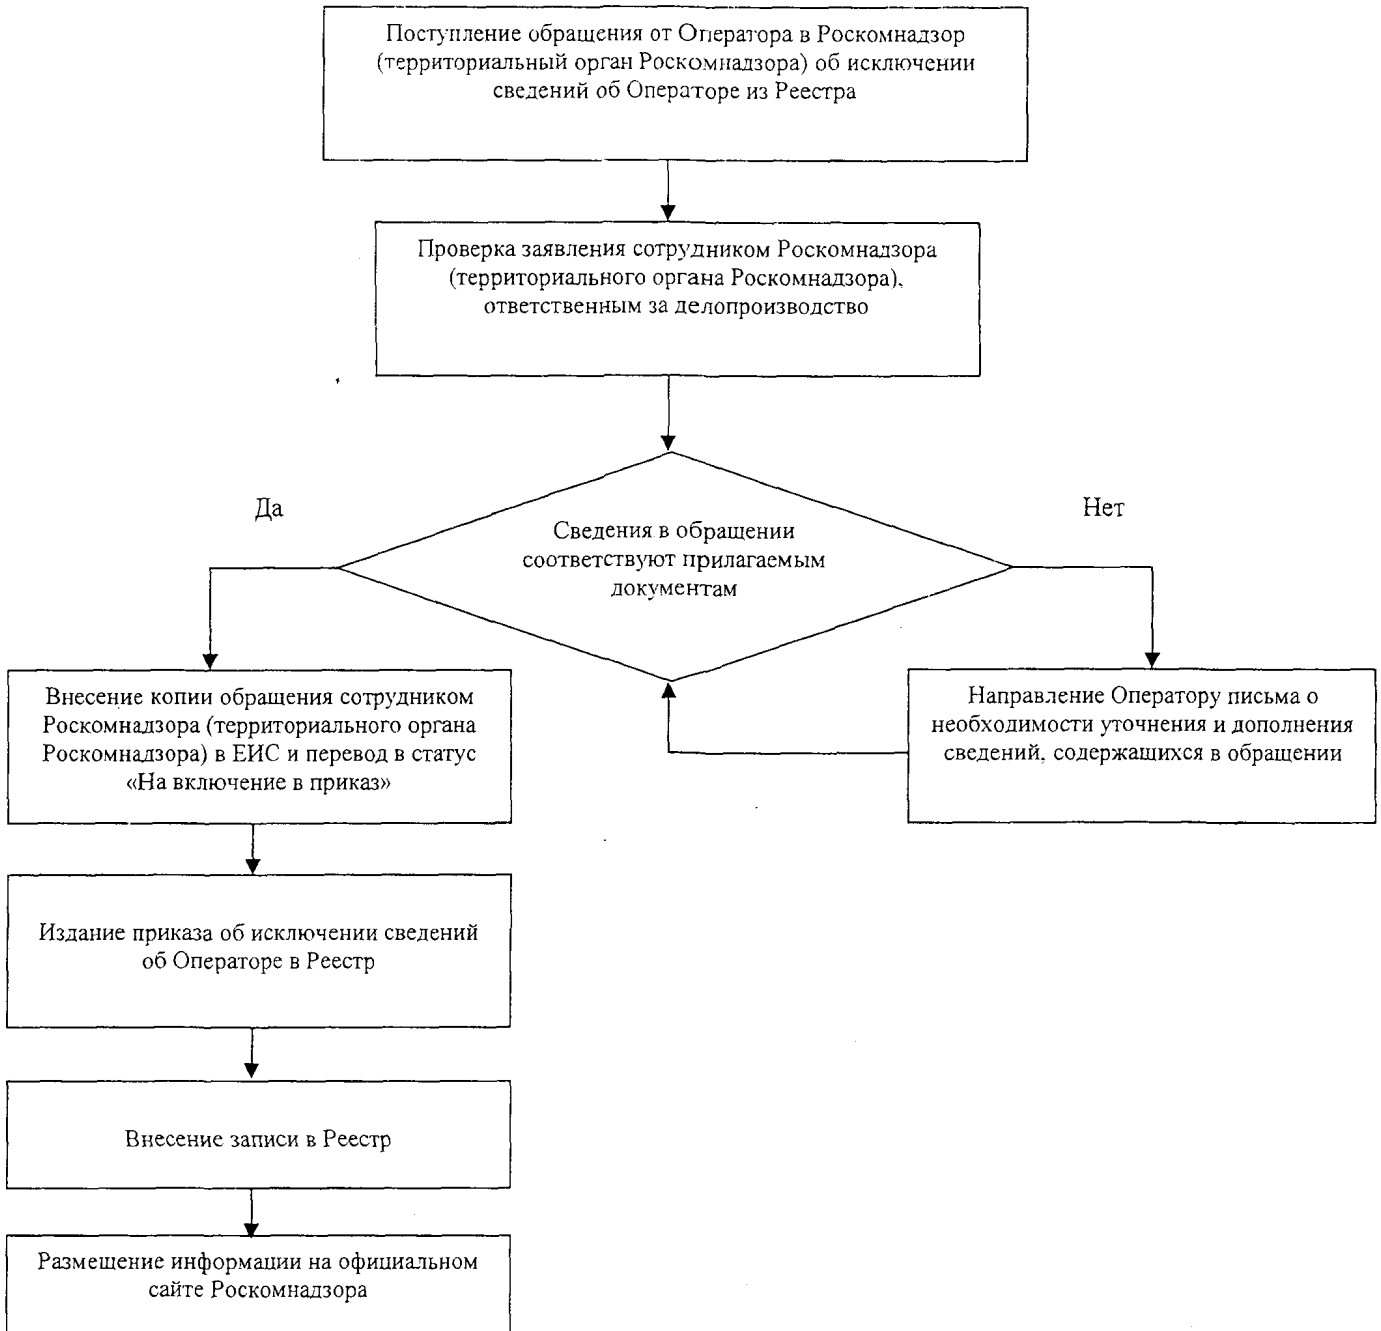 Поступление обращения от Оператора в Роскомнадзор
(территориальный орган Роскомнадзора) об исключении
сведений об Операторе из Реестра
Проверка заявления сотрудником Роскомнадзора
(территориального органа Роскомнадзора),
ответственным за делопроизводство
Да
Нет
Сведения в обращении
соответствуют прилагаемым
документам
Внесение копии обращения сотрудником
Роскомнадзора (территориального органа
Роскомнадзора) в ЕИС и перевод в статус
«На включение в приказ»
Направление Оператору письма о
необходимости уточнения и дополнения
сведений, содержащихся в обращении
Издание приказа об исключении сведений
об Операторе в Реестр
Внесение записи в Реестр
Размещение информации на официальном
сайте Роскомнадзора